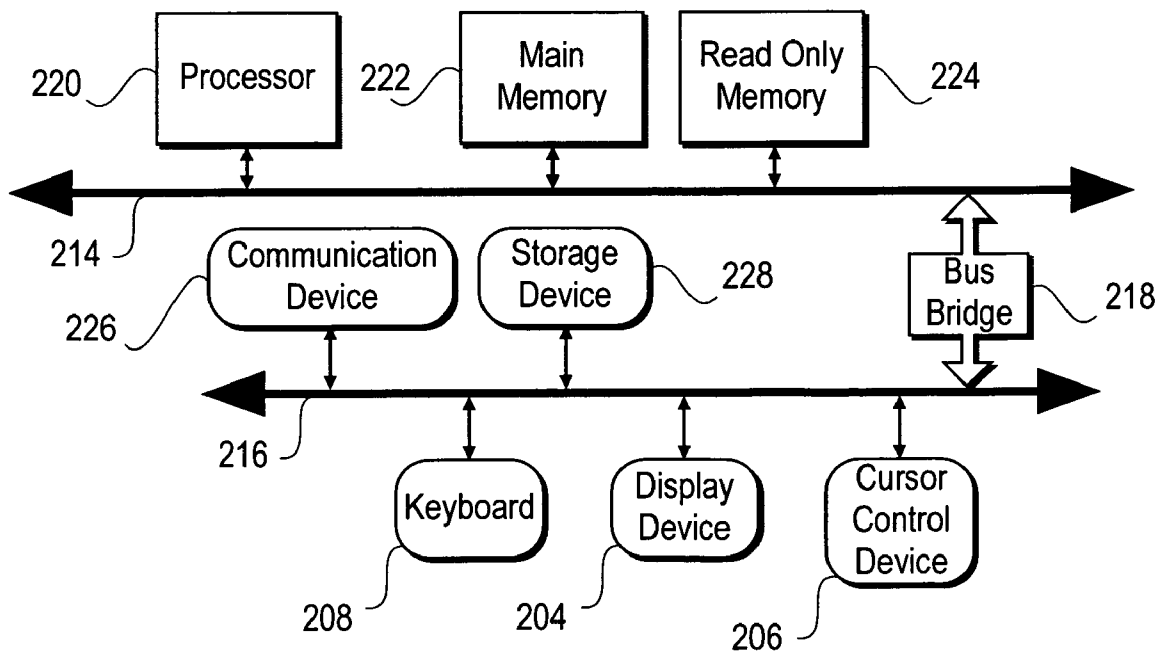 220
Processor
222
Main
Memory
Read Only
Memory
224
214
Communication
Device
226
Storage
Device
228
Bus
Bridge
218
216
Keyboard
208
Display
Device
204
Cursor
Control
Device
206